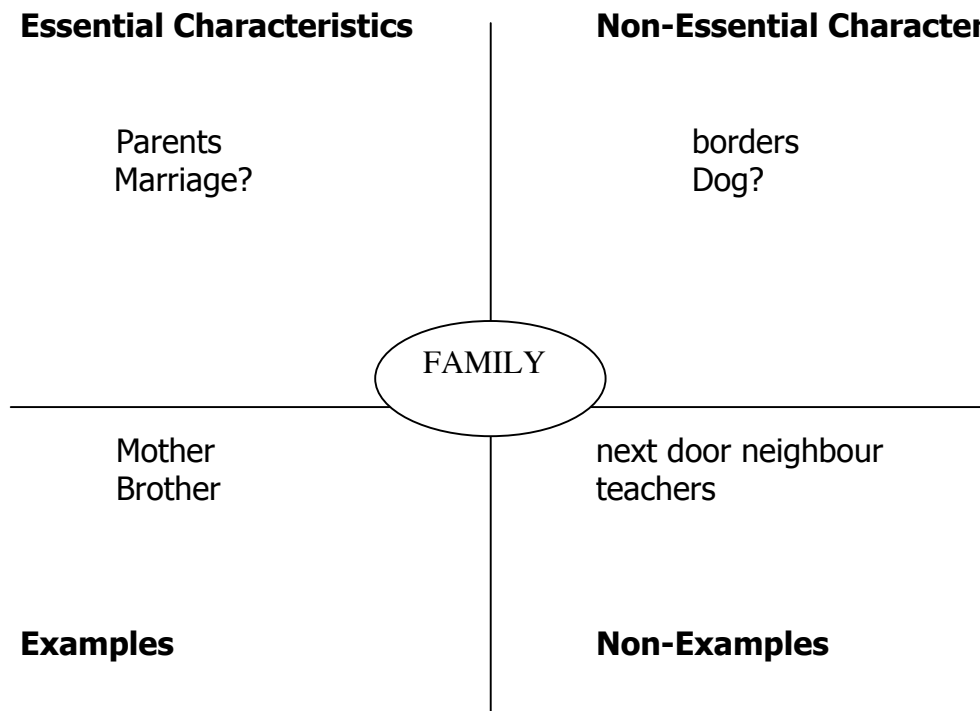 Essential Characteristics
Non-Essential Character
Parents
Marriage?
borders
Dog?
FAMILY
Mother
Brother
next door neighbour
teachers
Examples
Non-Examples